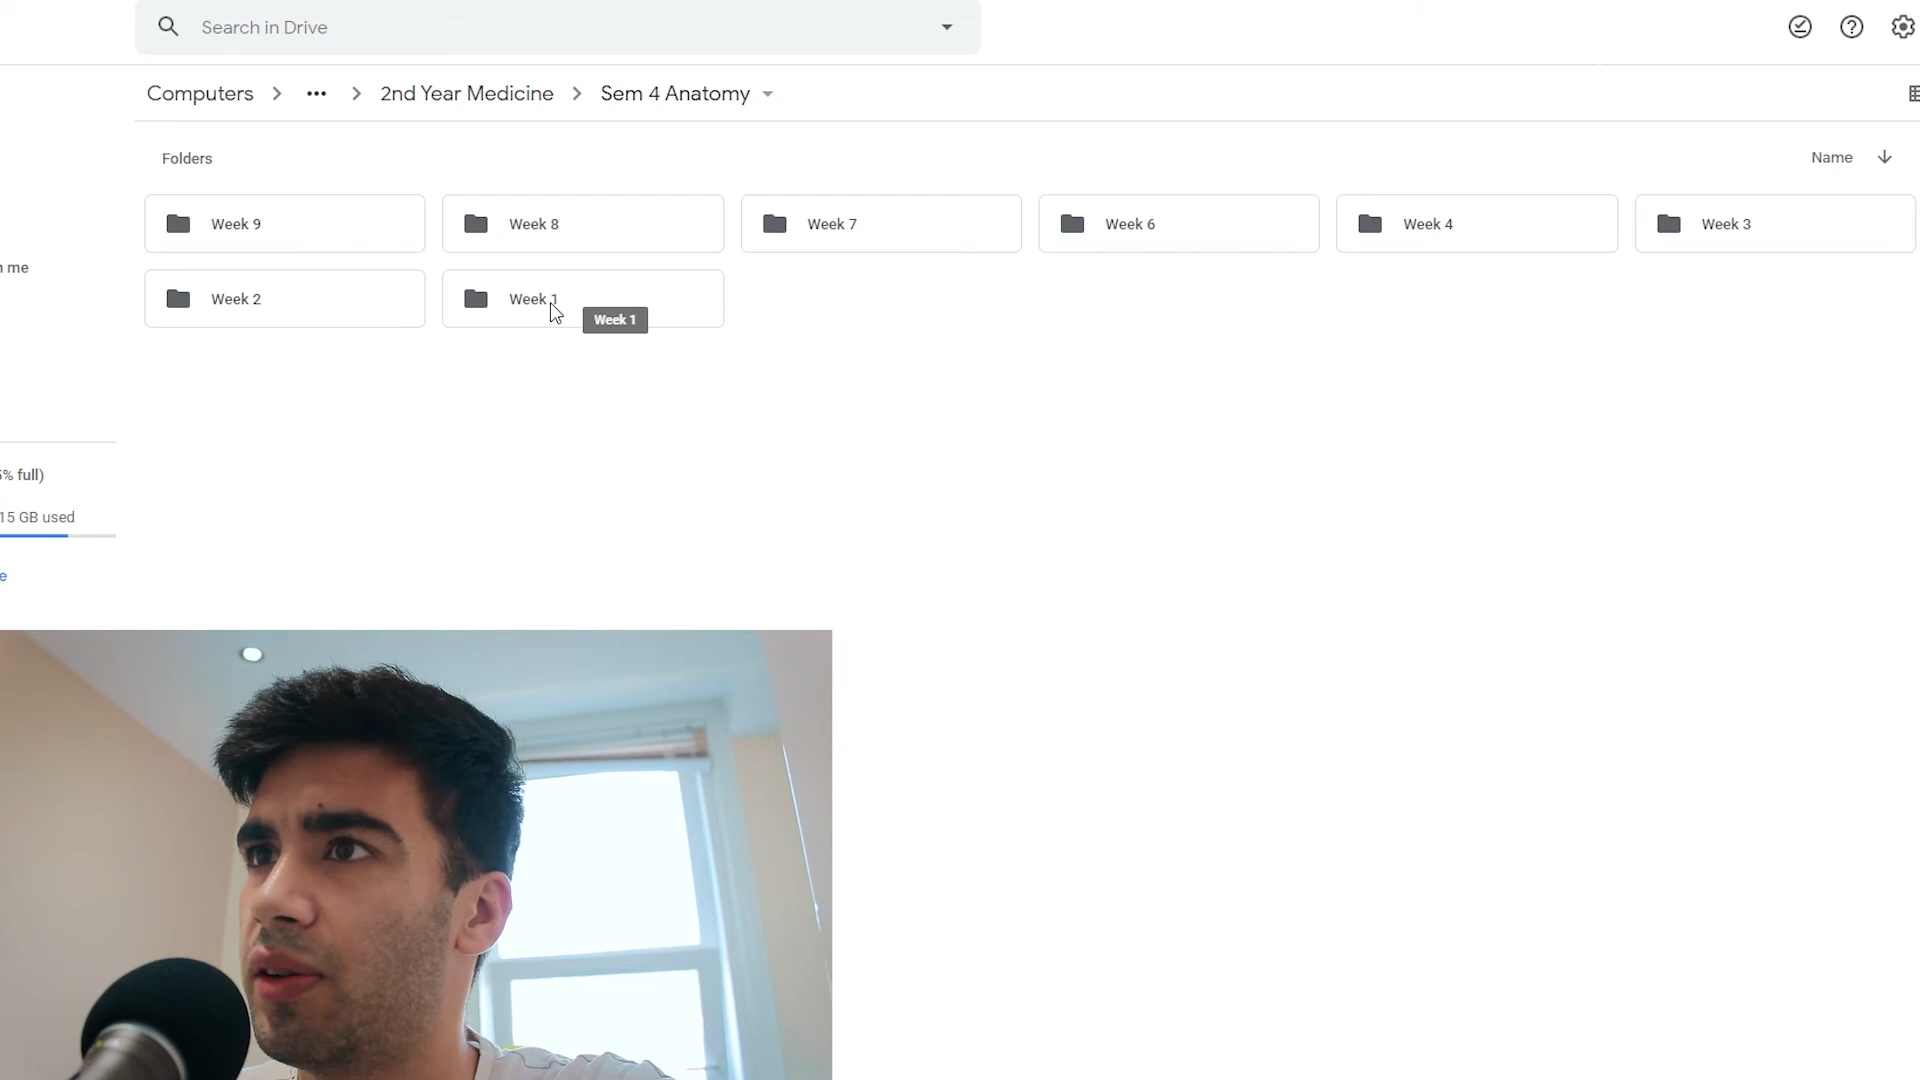 Search in Drive
Computers > ... > 2nd Year Medicine > Sem 4 Anatomy
Folders
Name
Week 9
Week 8
Week 7
Week 6
Week 4
Week 3
Week 2
Week 1
Week 1
me
% full)
15 GB used
e